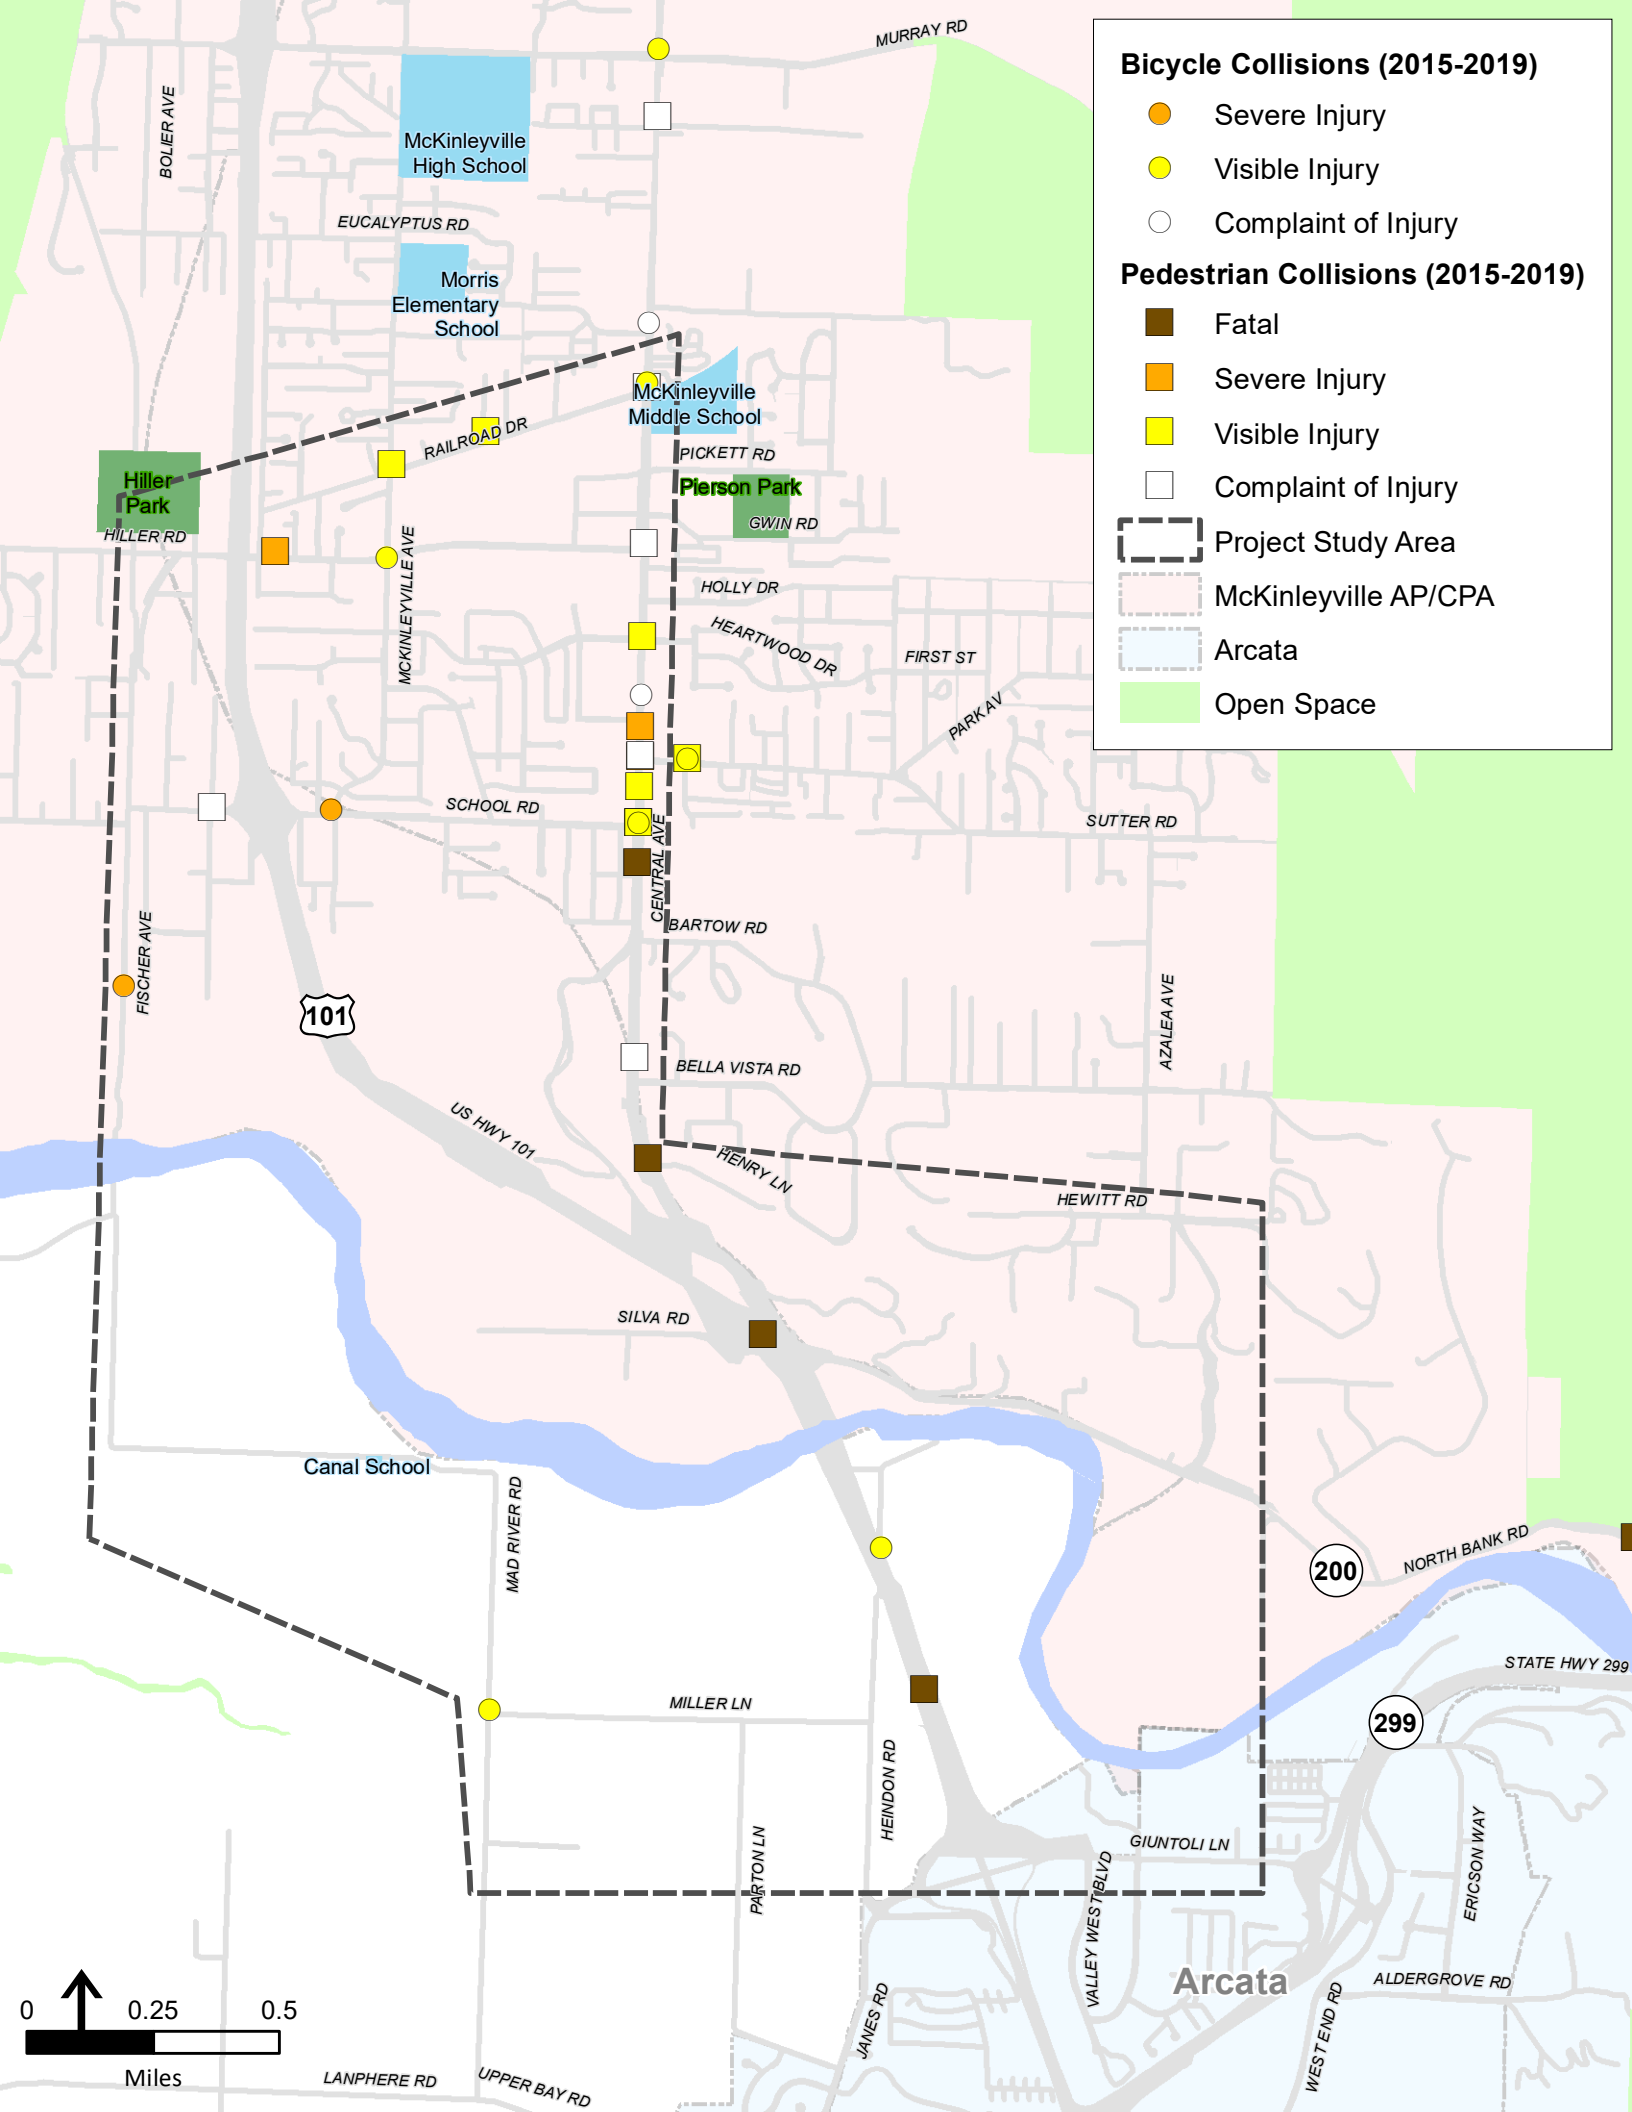 MURRAY RD
BOLIER AVE
McKinleyville
High School
EUCALYPTUS RD
Morris
Elementary
School
McKinleyville
Middle School
RAILROAD DR
PICKETT RD
Hiller
Park
Pierson Park
GWIN RD
HILLER RD
MCKINLEYVILLE AVE
HOLLY DR
HEARTWOOD DR
FIRST ST
PARK AV
SCHOOL RD
SUTTER RD
CENTRAL AVE
BARTOW RD
FISCHER AVE
AZALEA AVE
101
BELLA VISTA RD
US HWY 101
HENRY LN
HEWITT RD
SILVA RD
Canal School
MAD RIVER RD
NORTH BANK RD
200
STATE HWY 299
MILLER LN
299
HEINDON RD
PARTON LN
GIUNTOLI LN
ERICSON WAY
VALLEY WEST BLVD
Arcata
ALDERGROVE RD
JANES RD
WEST END RD
LANPHERE RD
UPPER BAY RD
0 0.25 0.5
Miles
Bicycle Collisions (2015-2019)
Severe Injury
Visible Injury
Complaint of Injury
Pedestrian Collisions (2015-2019)
Fatal
Severe Injury
Visible Injury
Complaint of Injury
Project Study Area
McKinleyville AP/CPA
Arcata
Open Space